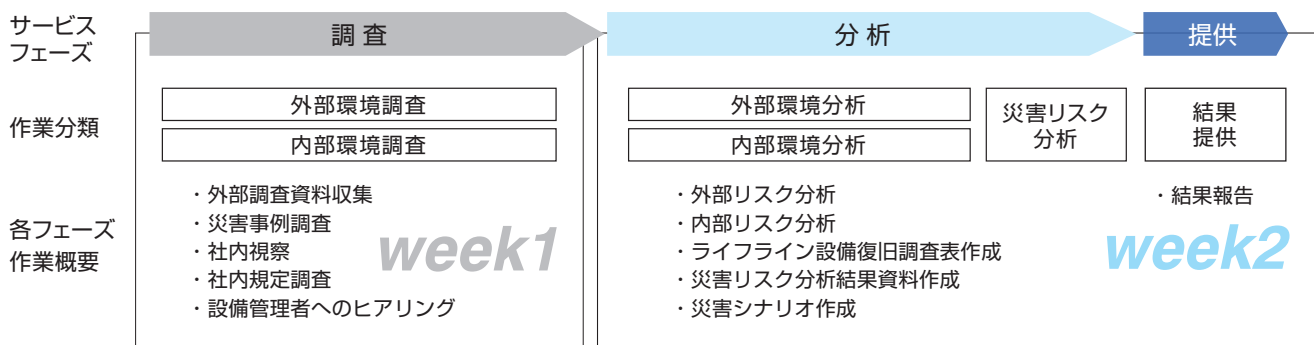 サービス
フェーズ
調査
分析
提供
作業分類
外部環境調査
内部環境調査
外部環境分析
内部環境分析
災害リスク
分析
結果
提供
各フェーズ
作業概要
・外部調査資料収集
・災害事例調査
・社内視察
・社内規定調査
・設備管理者へのヒアリング
week1
・外部リスク分析
・内部リスク分析
・ライフライン設備復旧調査表作成
・災害リスク分析結果資料作成
・災害シナリオ作成
・結果報告
week2